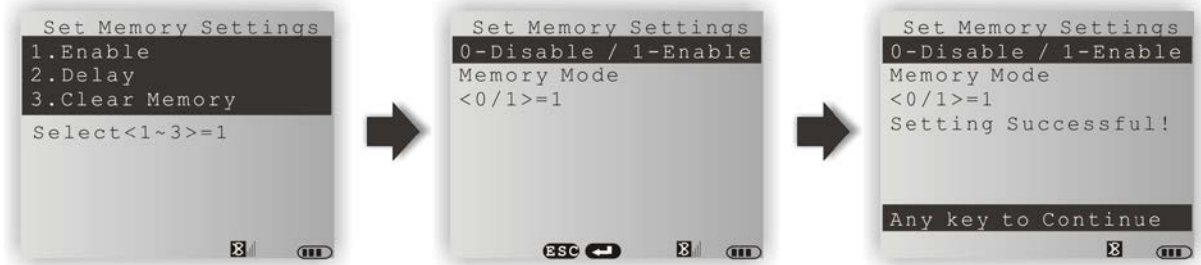 Set Memory Settings
1.Enable
2.Delay
3.Clear Memory
Select<1~3>=1
Set Memory Settings
0-Disable / 1-Enable
Memory Mode
<0/1>=1
ESC
Set Memory Settings
0-Disable / 1-Enable
Memory Mode
<0/1>=1
Setting Successful!
Any key to Continue